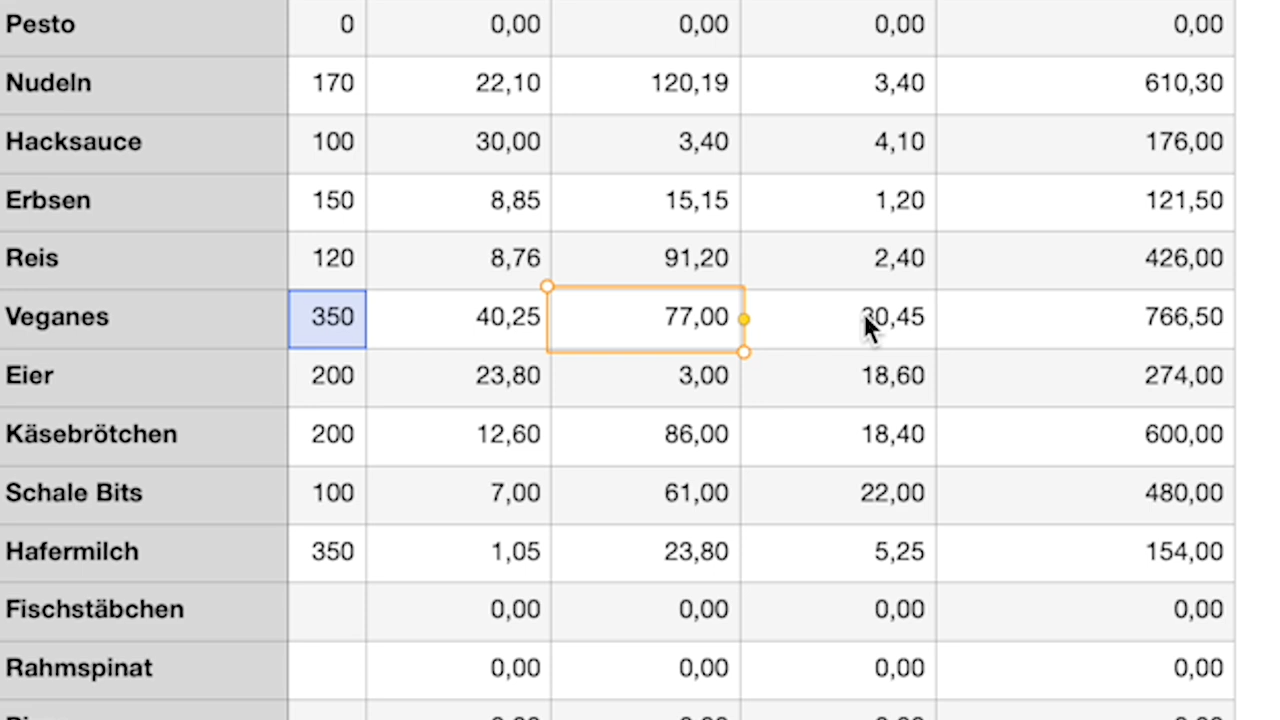 Pesto 0 0,00 0,00 0,00 0,00
Nudeln 170 22,10 120,19 3,40 610,30
Hacksauce 100 30,00 3,40 4,10 176,00
Erbsen 150 8,85 15,15 1,20 121,50
Reis 120 8,76 91,20 2,40 426,00
Veganes 350 40,25 77,00 30,45 766,50
Eier 200 23,80 3,00 18,60 274,00
Käsebrötchen 200 12,60 86,00 18,40 600,00
Schale Bits 100 7,00 61,00 22,00 480,00
Hafermilch 350 1,05 23,80 5,25 154,00
Fischstäbchen 0,00 0,00 0,00 0,00
Rahmspinat 0,00 0,00 0,00 0,00